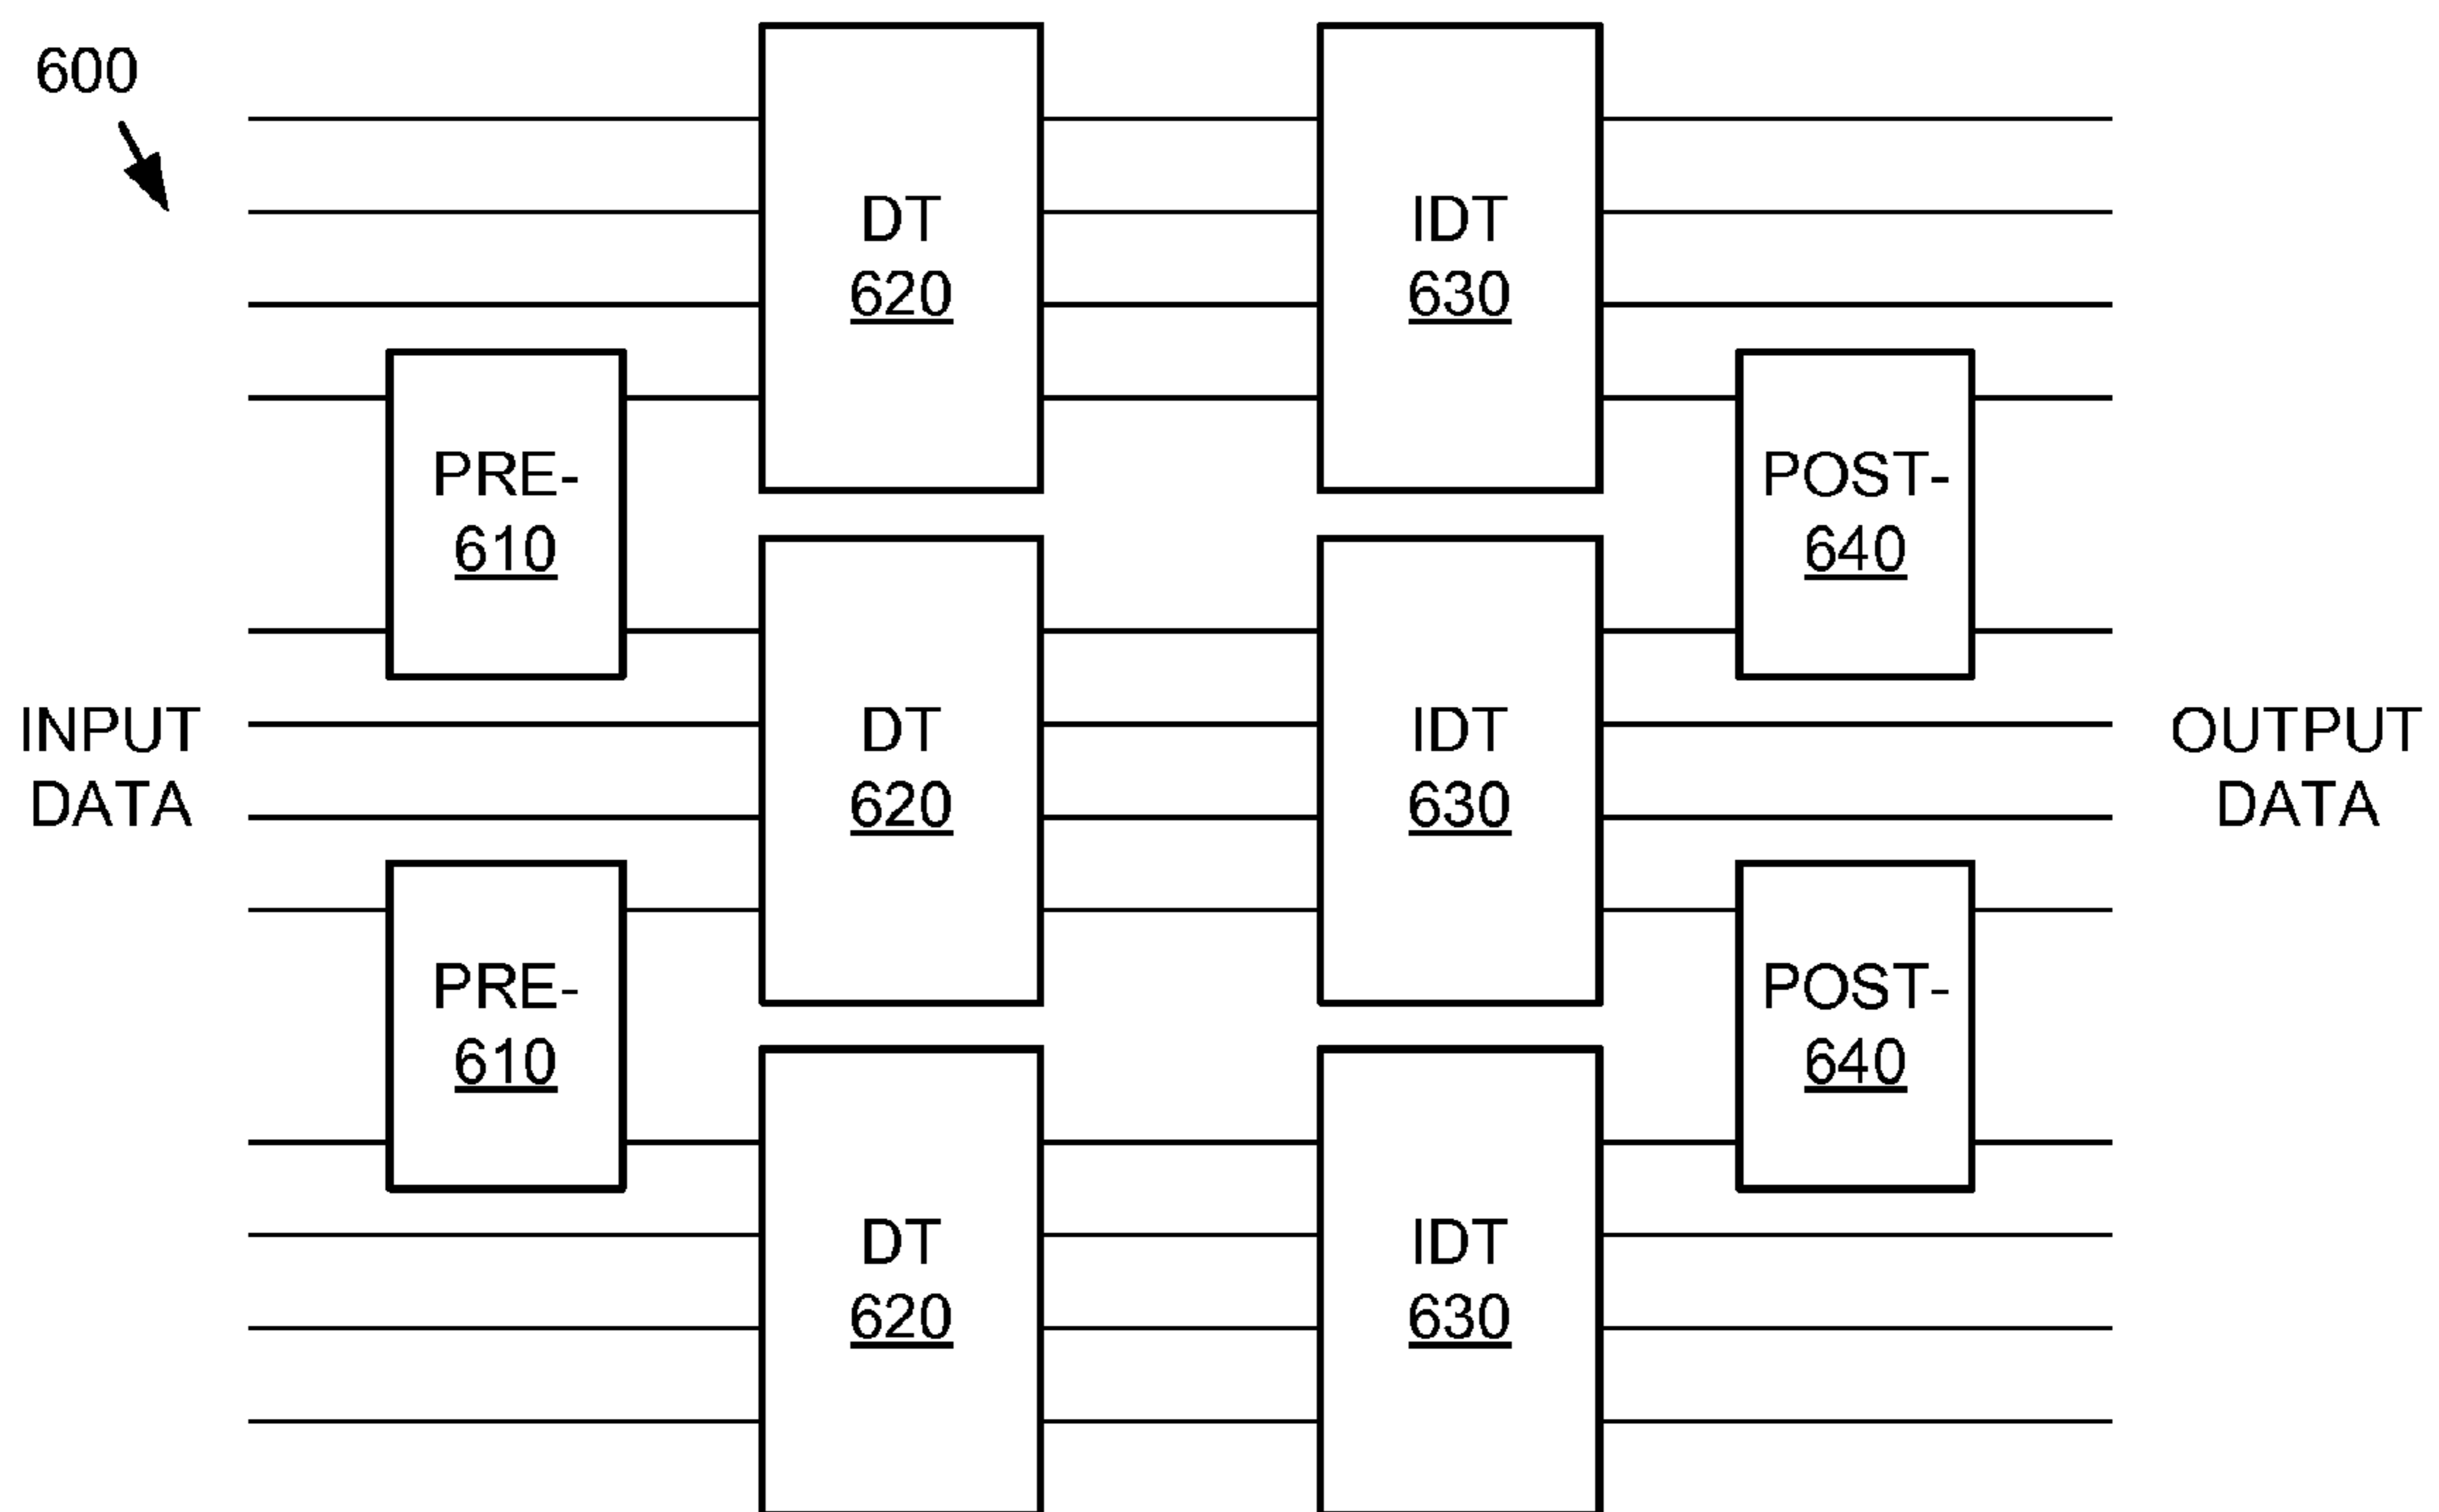 600
DT
620
IDT
630
PRE-
610
POST-
640
INPUT
DATA
DT
620
IDT
630
OUTPUT
DATA
PRE-
610
POST-
640
DT
620
IDT
630